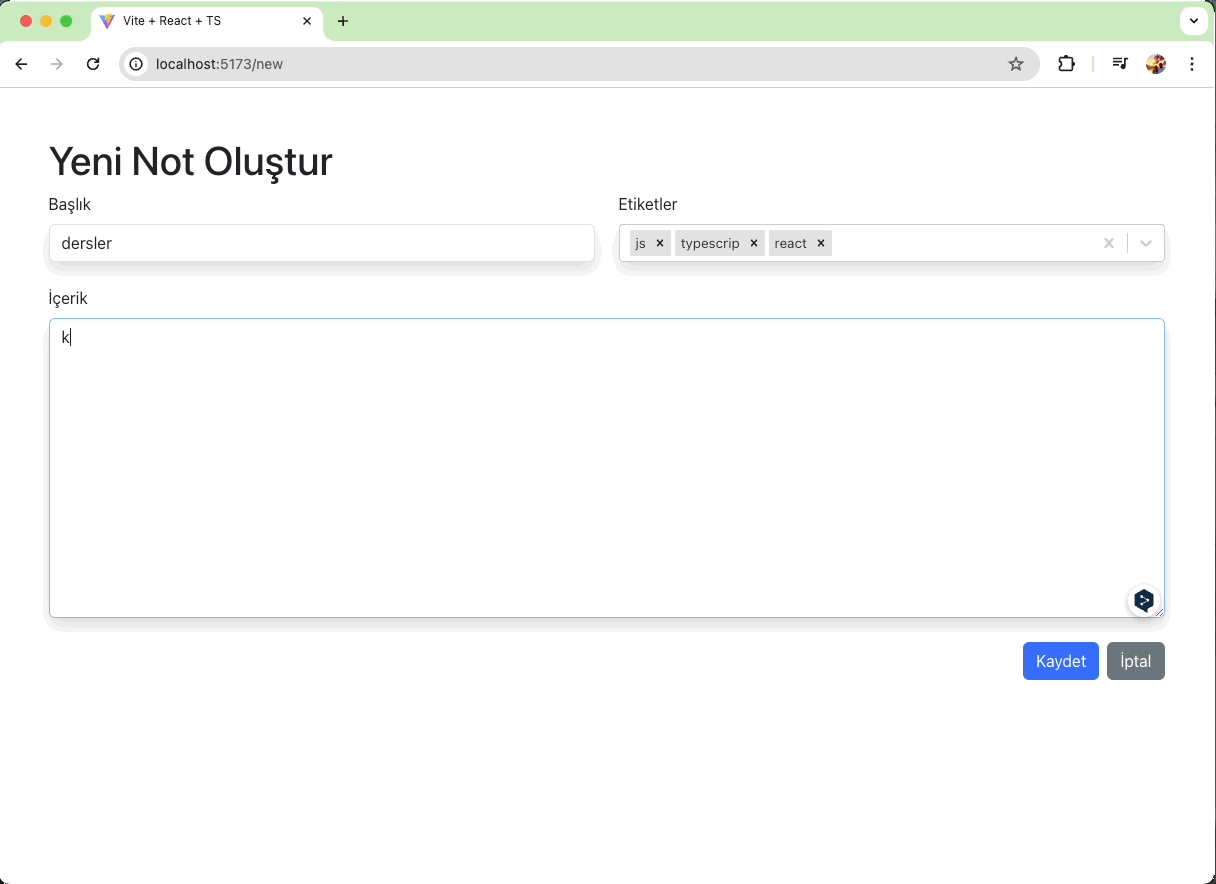 Vite + React + TS
localhost:5173/new
Yeni Not Oluştur
Başlık
Etiketler
dersler
js typescrip react
İçerik
k
Kaydet İptal